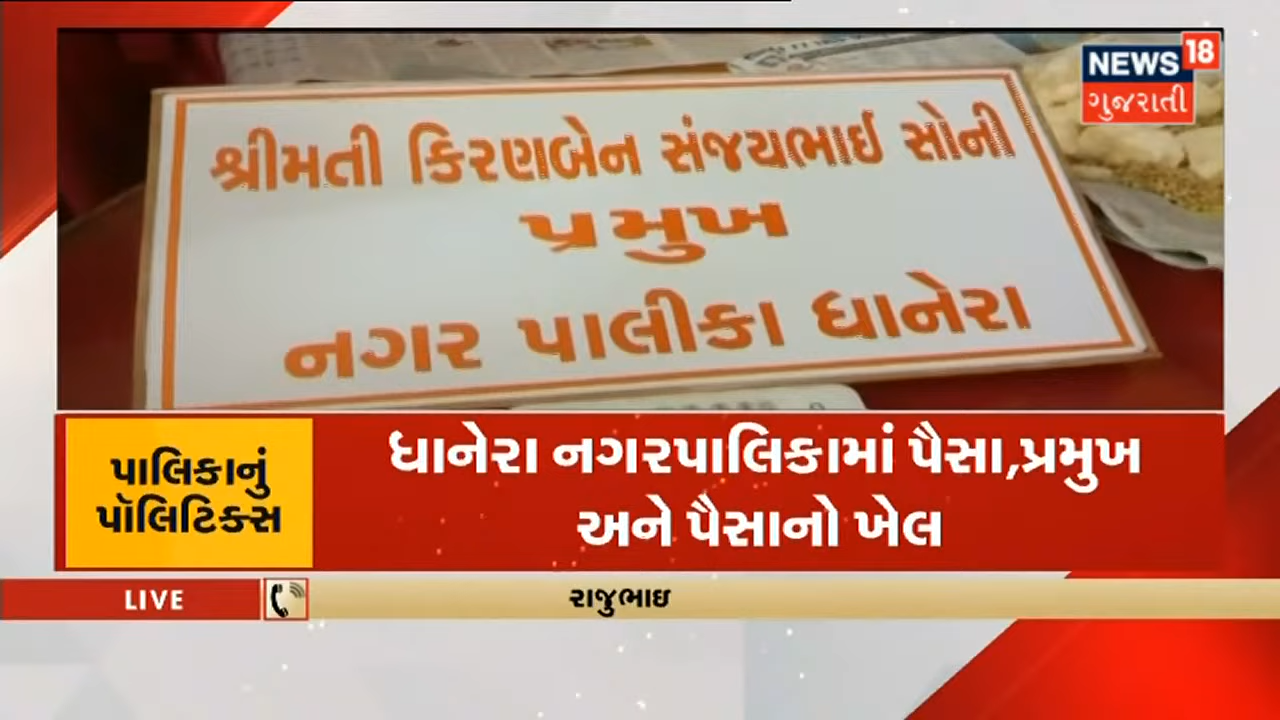 NEWS 18
ગુજરાતી
શ્રીમતી કિરણબેન સંજયભાઈ સોની
પ્રમુખ
નગર પાલીકા ધાનેરા
પાલિકાનું
પૉલિટિક્સ
ધાનેરા નગરપાલિકામાં પૈસા,પ્રમુખ
અને પૈસાનો ખેલ
LIVE
રાજુભાઇ